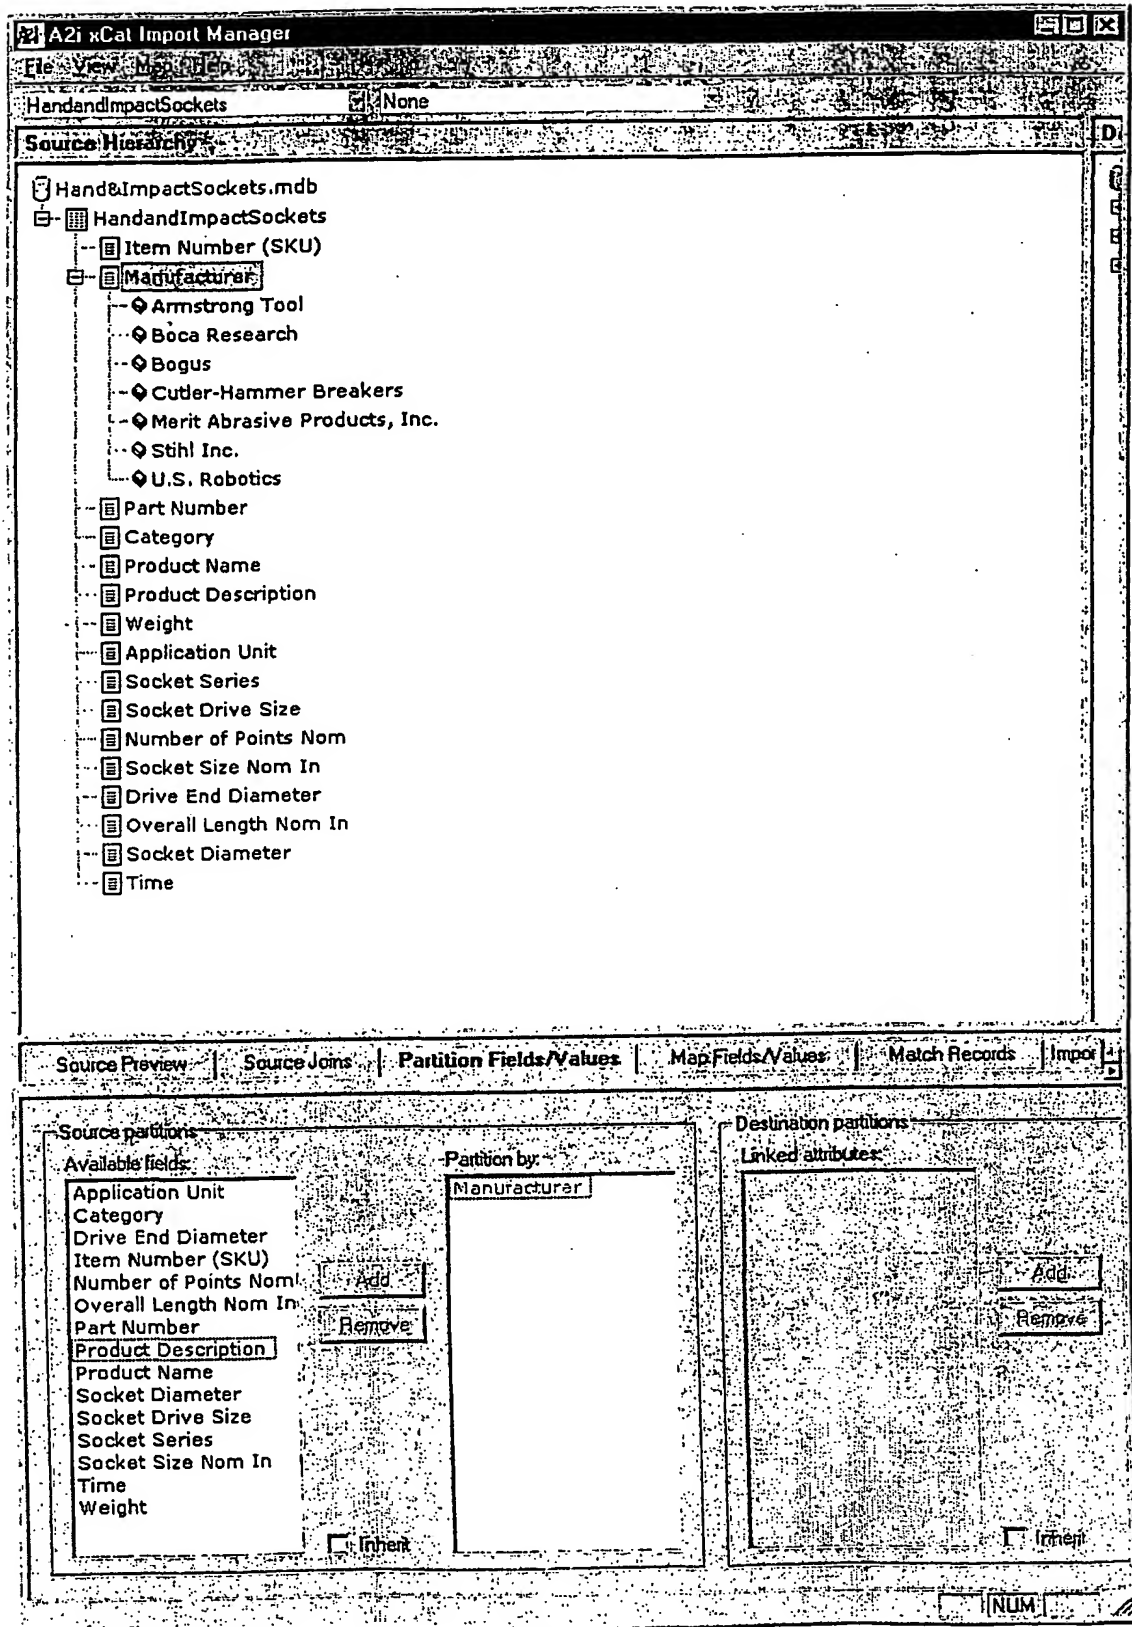 A2i xCat Import Manager
File View Map Help
HandandImpactSockets None
Source Hierarchy
Hand&ImpactSockets.mdb
HandandImpactSockets
Item Number (SKU)
Manufacturer
Armstrong Tool
Boca Research
Bogus
Cutler-Hammer Breakers
Merit Abrasive Products, Inc.
Stihl Inc.
U.S. Robotics
Part Number
Category
Product Name
Product Description
Weight
Application Unit
Socket Series
Socket Drive Size
Number of Points Nom
Socket Size Nom In
Drive End Diameter
Overall Length Nom In
Socket Diameter
Time
Source Preview Source Joins Partition Fields/Values Map Fields/Values Match Records Impor
Source partitions
Available fields:
Application Unit
Category
Drive End Diameter
Item Number (SKU)
Number of Points Nom
Overall Length Nom In
Part Number
Product Description
Product Name
Socket Diameter
Socket Drive Size
Socket Series
Socket Size Nom In
Time
Weight
Add
Remove
Inherit
Partition by:
Manufacturer
Destination partitions
Linked attributes:
Add
Remove
Inherit
NUM